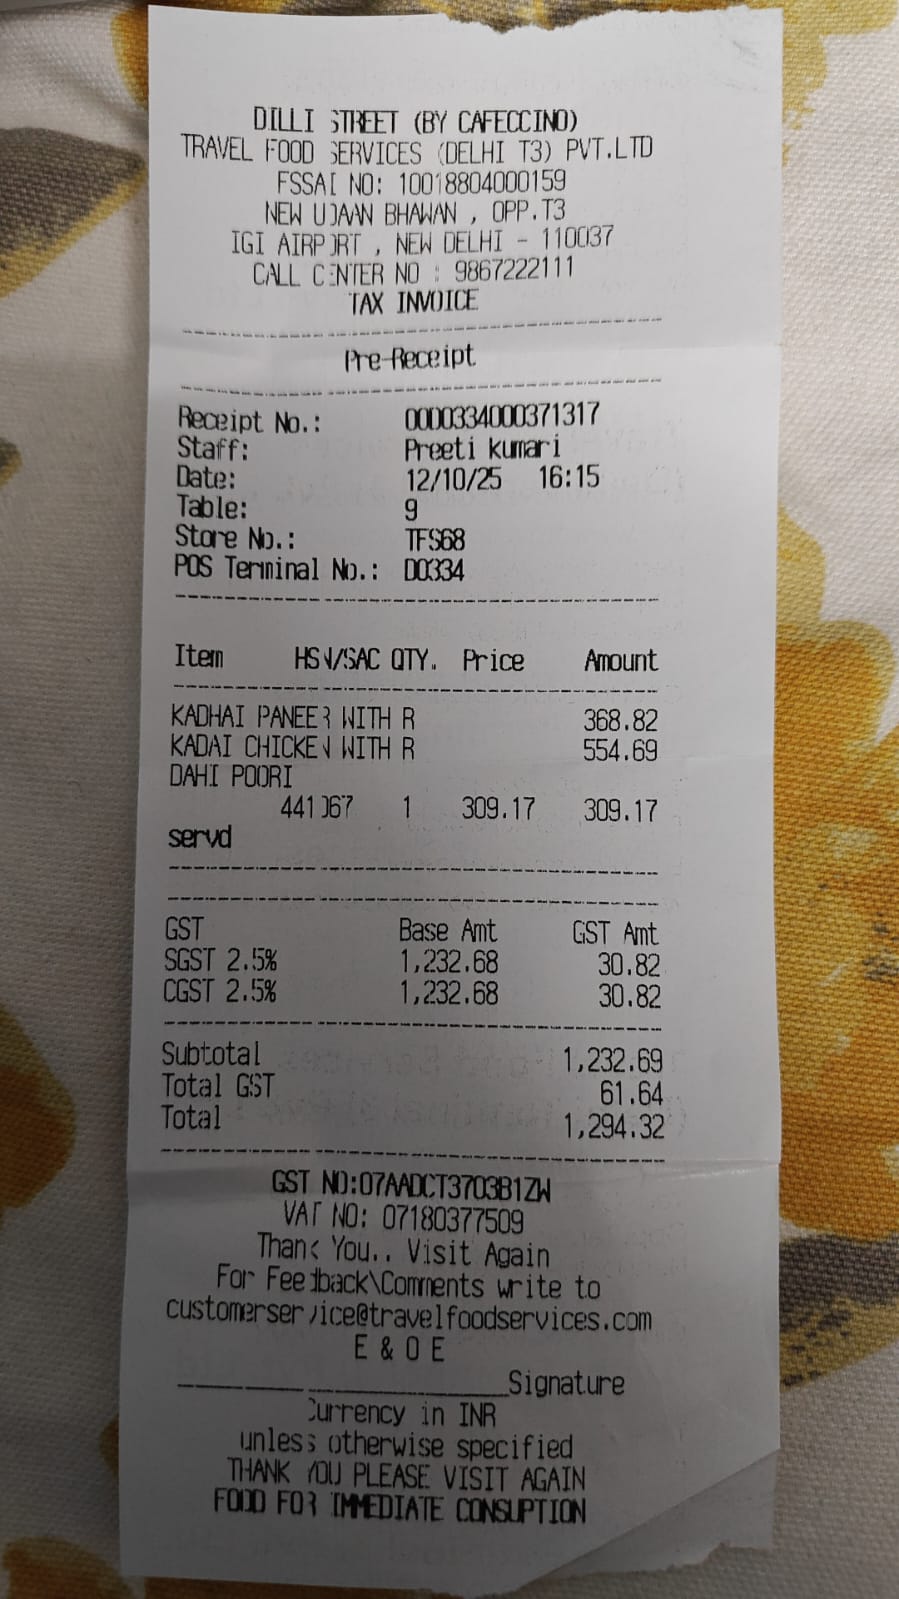 DILLI STREET (BY CAFECCINO)
TRAVEL FOOD SERVICES (DELHI T3) PVT.LTD
FSSAI NO: 10018804000159
NEW UDAAN BHAWAN , OPP.T3
IGI AIRPORT , NEW DELHI - 110037
CALL CENTER NO : 9867222111
TAX INVOICE
Pre-Receipt
Receipt No.: 0000334000371317
Staff: Preeti kumari
Date: 12/10/25 16:15
Table: 9
Store No.: TFS68
POS Terminal No.: D0334
Item HSN/SAC QTY. Price Amount
KADHAI PANEER WITH R 368.82
KADAI CHICKEN WITH R 554.69
DAHI POORI
441067 1 309.17 309.17
servd
GST Base Amt GST Amt
SGST 2.5% 1,232.68 30.82
CGST 2.5% 1,232.68 30.82
Subtotal 1,232.69
Total GST 61.64
Total 1,294.32
GST NO:07AADCT3703B1ZW
VAT NO: 07180377509
Thank You.. Visit Again
For Feedback\Comments write to
customerservice@travelfoodservices.com
E & O E
Signature
Currency in INR
unless otherwise specified
THANK YOU PLEASE VISIT AGAIN
FOOD FOR IMMEDIATE CONSUPTION